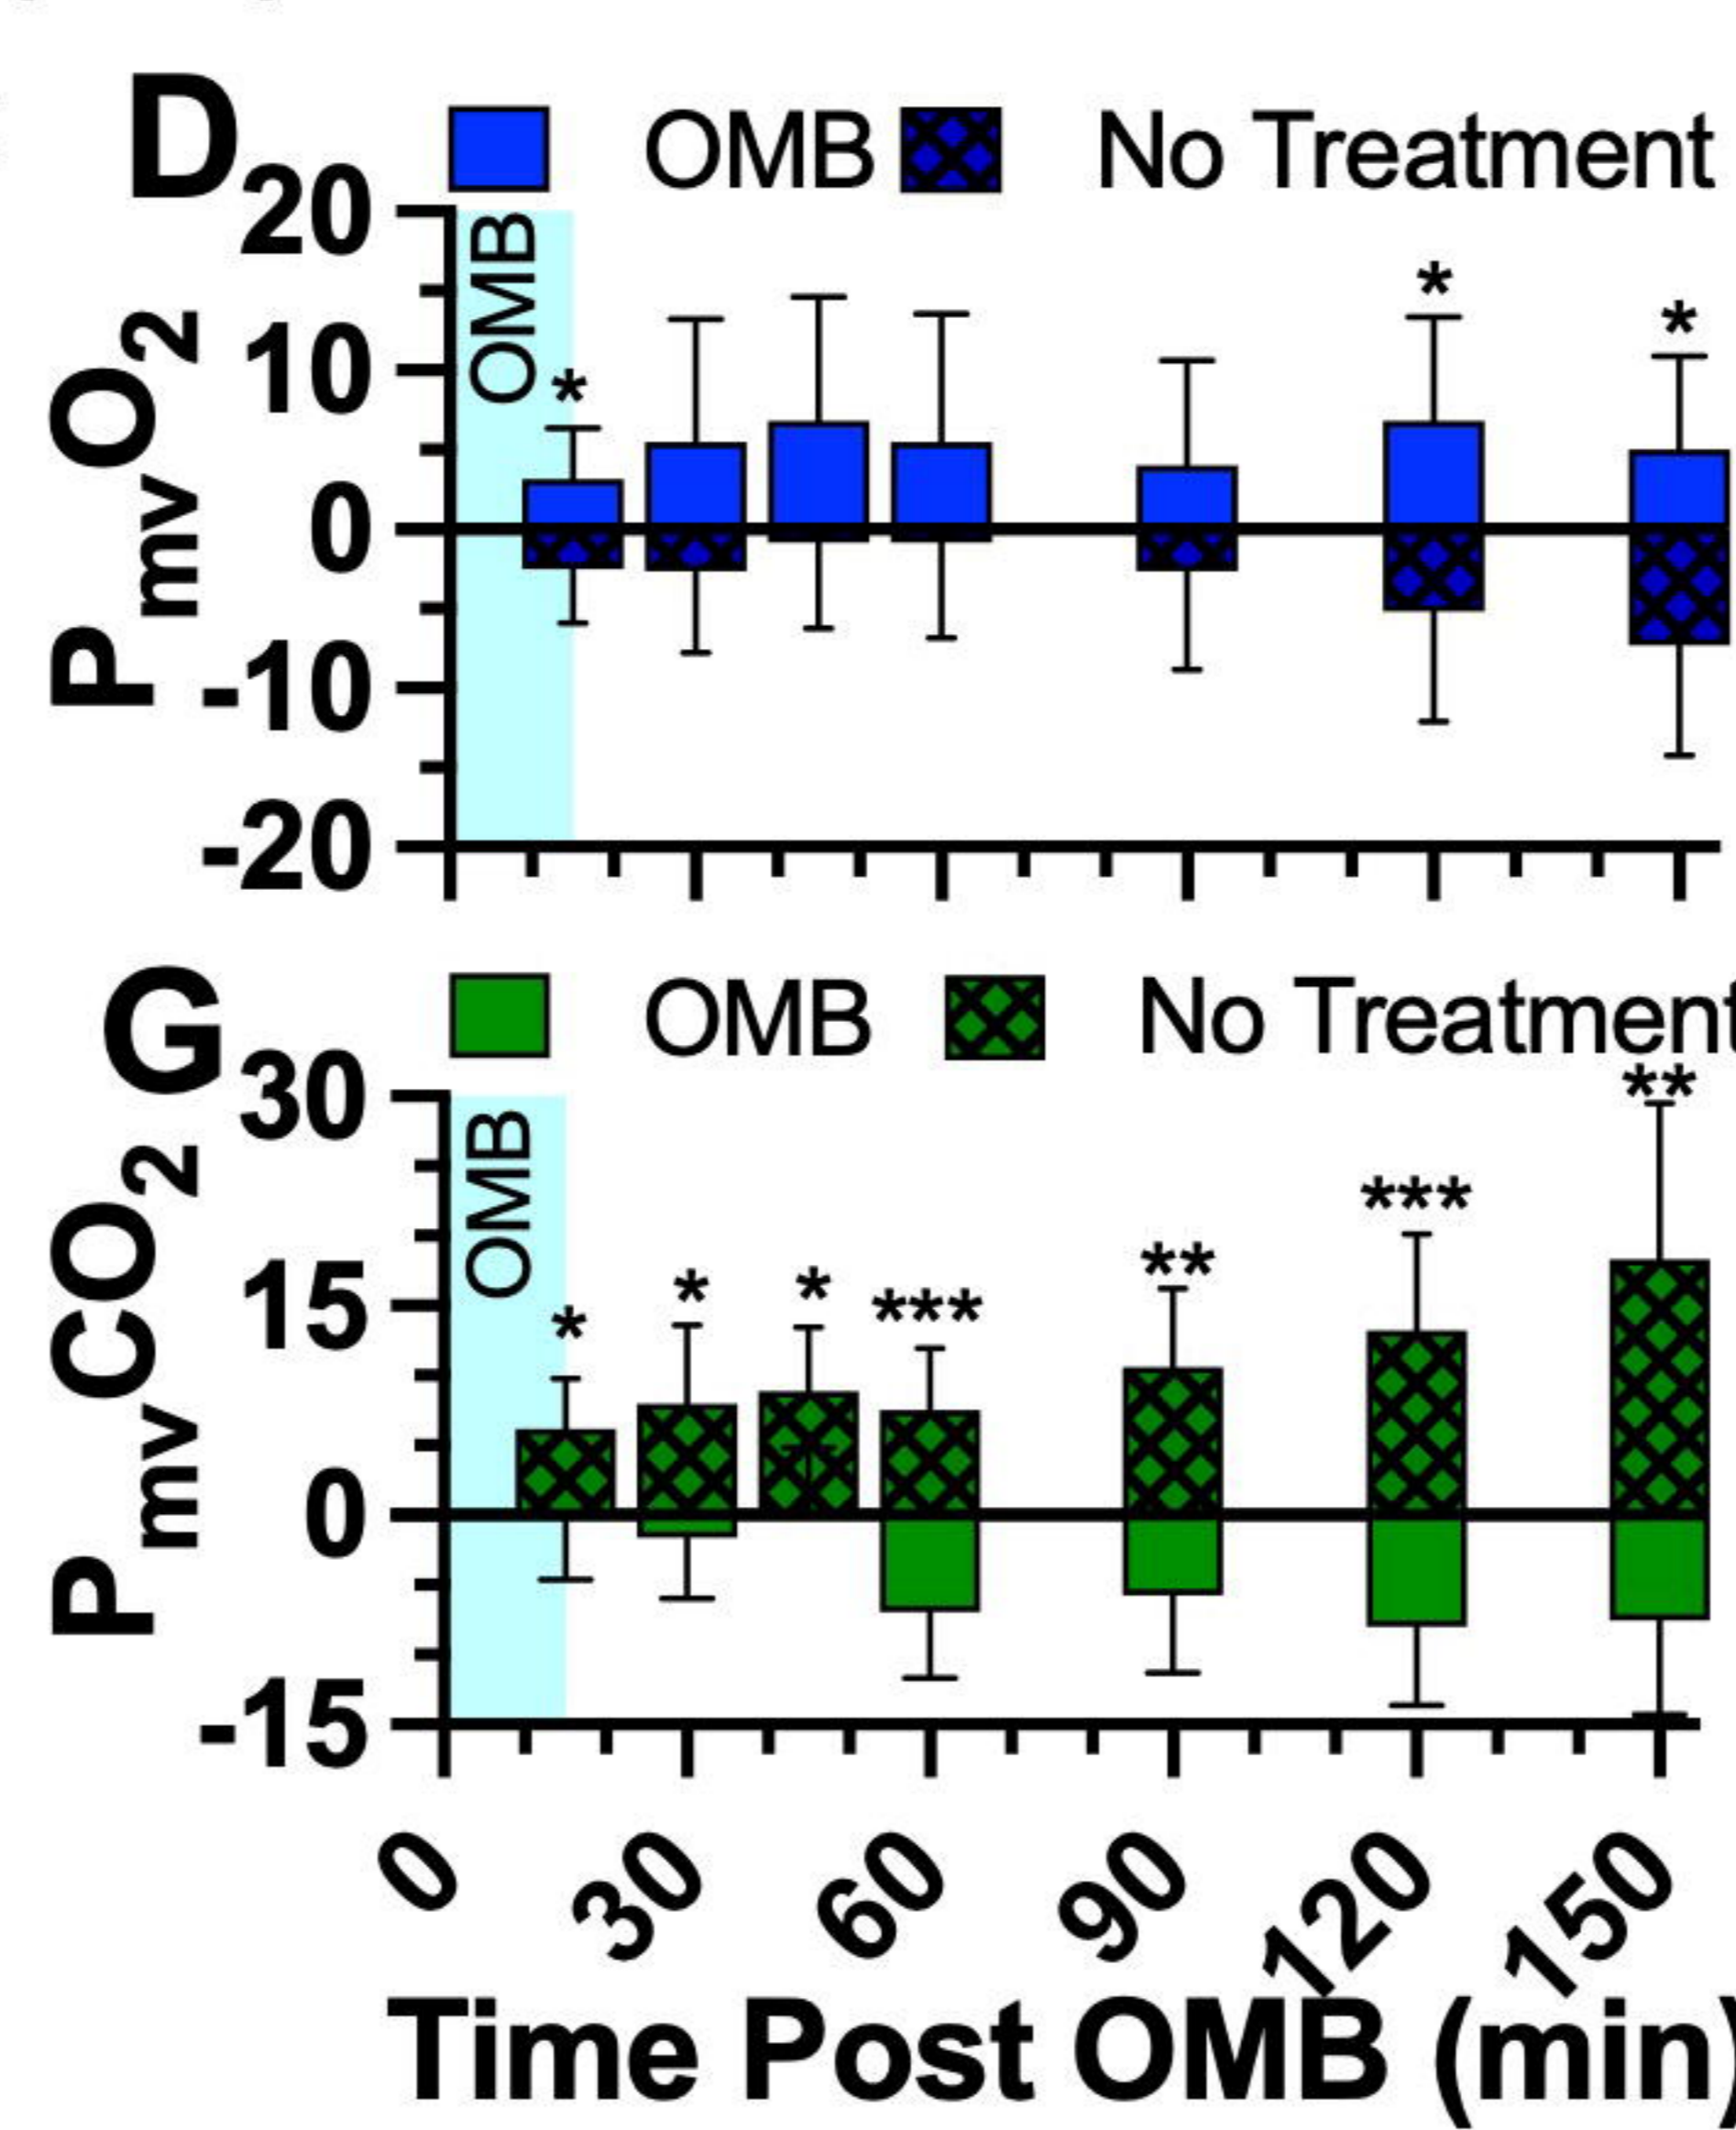 D
OMB No Treatment
20
10
0
-10
-20
PmvO2
OMB
*
*
*
G
OMB No Treatment
30
15
0
-15
PmvCO2
OMB
*
*
*
***
**
***
**
0 30 60 90 120 150
Time Post OMB (min)